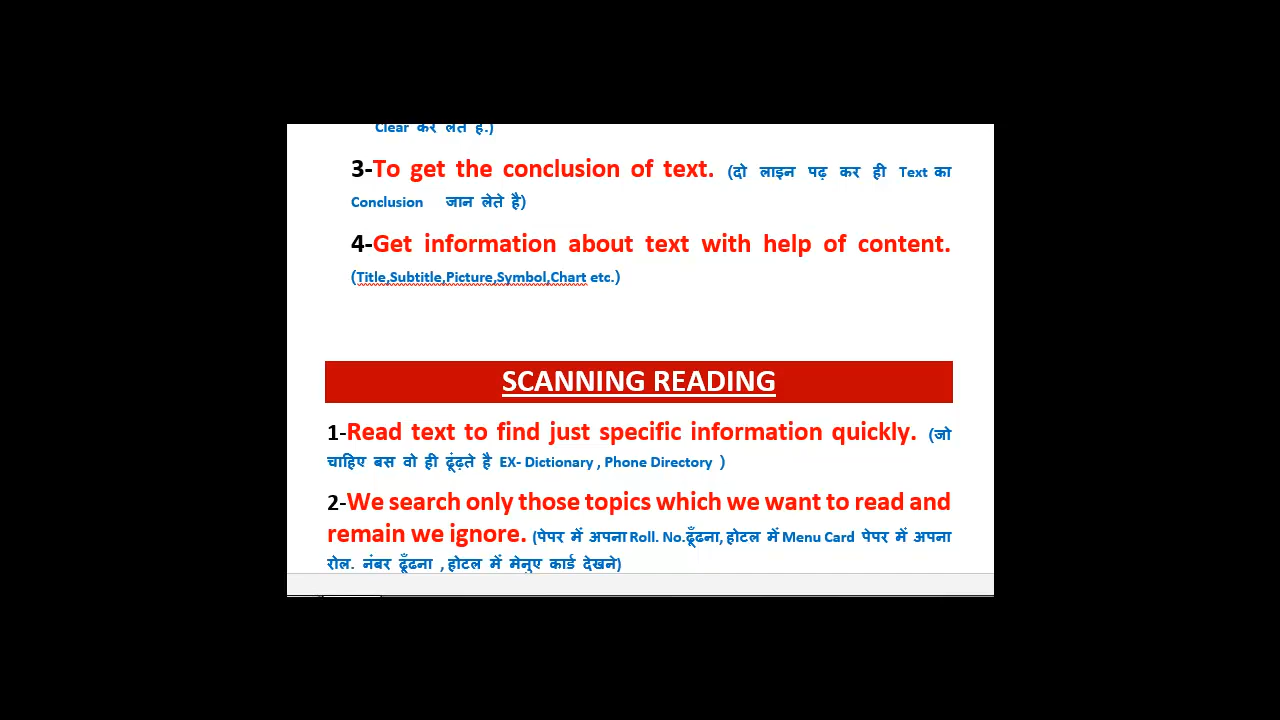 Clear कर लेते है.)
3-To get the conclusion of text. (दो लाइन पढ़ कर ही Text का
Conclusion जान लेते है)
4-Get information about text with help of content.
(Title,Subtitle,Picture,Symbol,Chart etc.)
SCANNING READING
1-Read text to find just specific information quickly. (जो
चाहिए बस वो ही ढूंढ़ते है EX- Dictionary , Phone Directory )
2-We search only those topics which we want to read and
remain we ignore. (पेपर में अपना Roll. No.ढूँढना, होटल में Menu Card पेपर में अपना
रोल. नंबर ढूँढना , होटल में मेनुए कार्ड देखने)